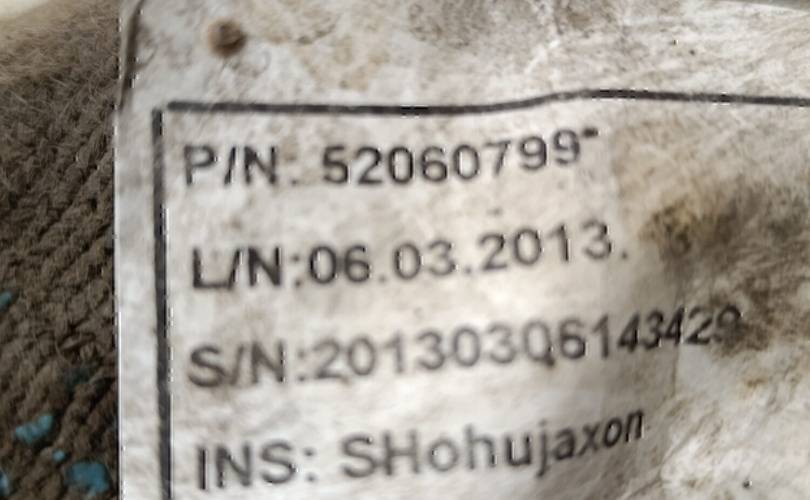 P/N: 52060799"
L/N:06.03.2013.
S/N:20130306143429
INS: SHohujaxon